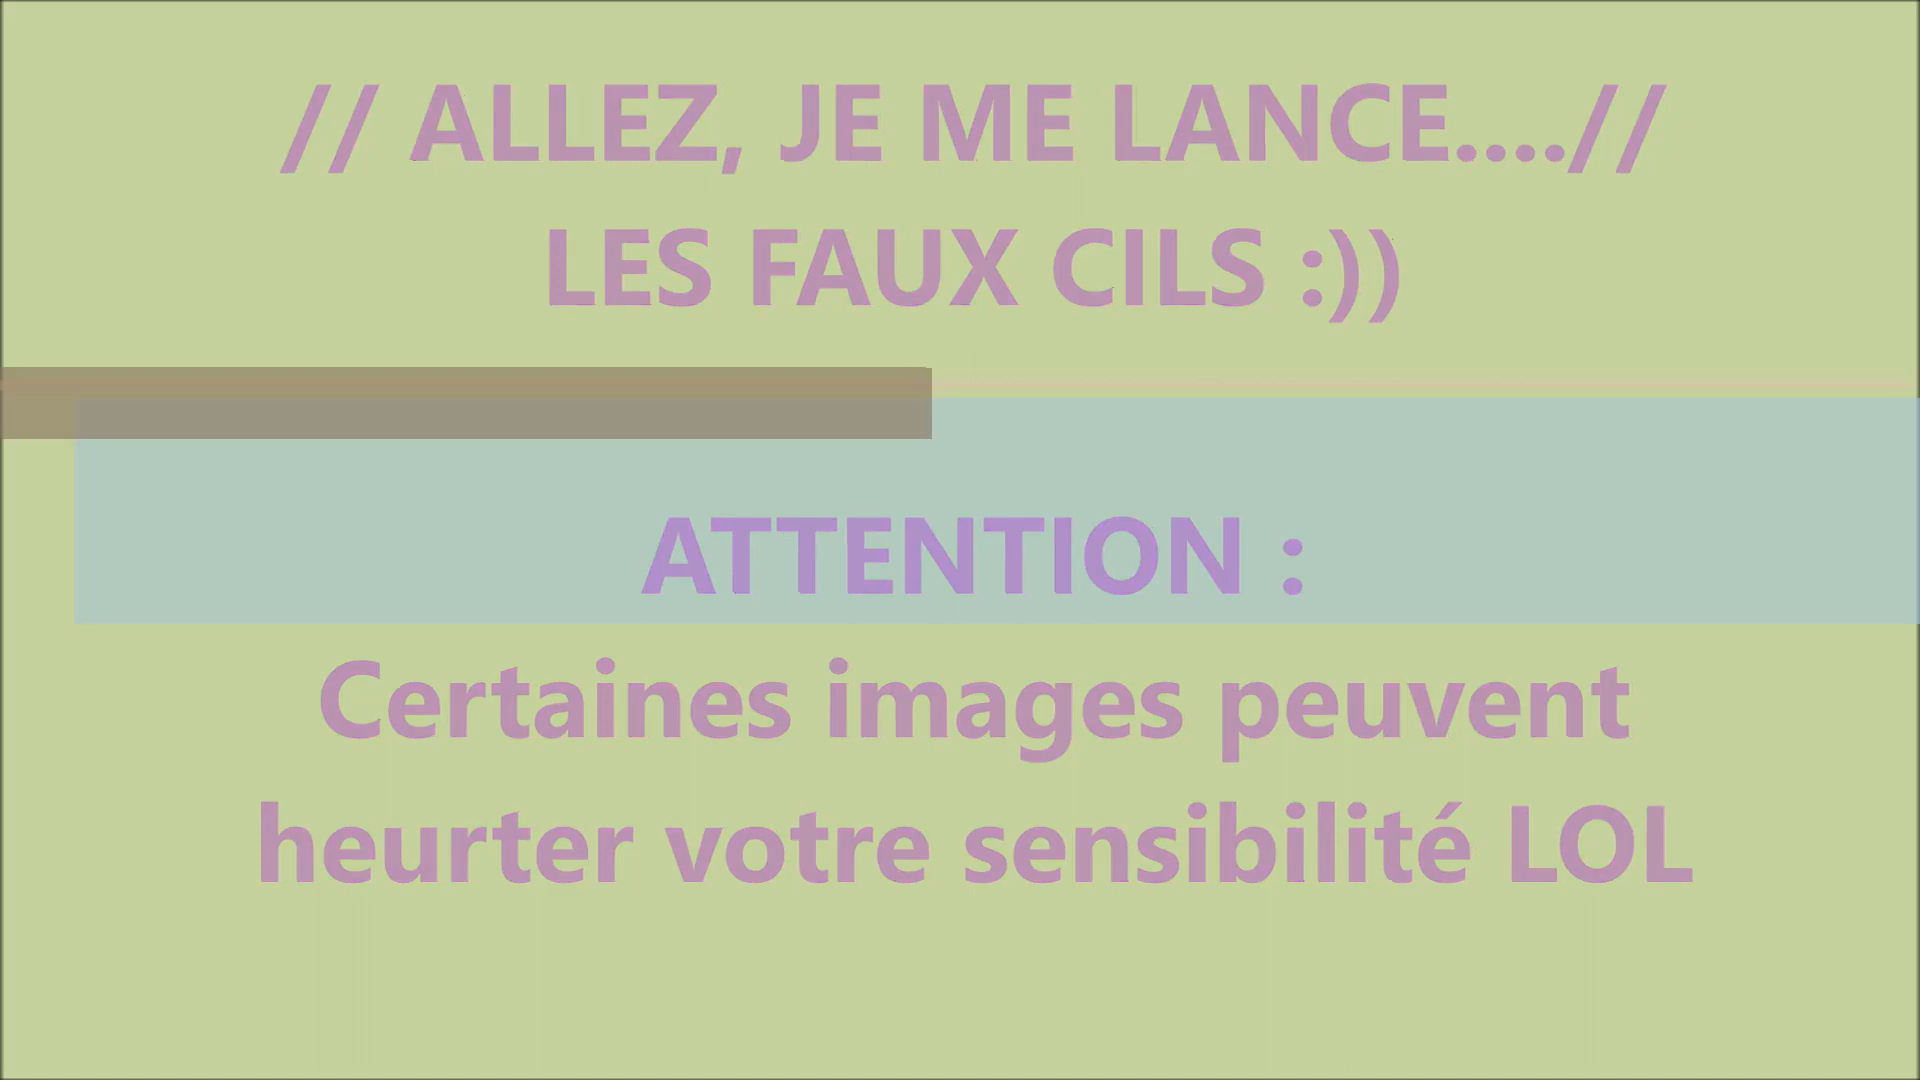 // ALLEZ, JE ME LANCE....//
LES FAUX CILS :))
ATTENTION :
Certaines images peuvent
heurter votre sensibilité LOL